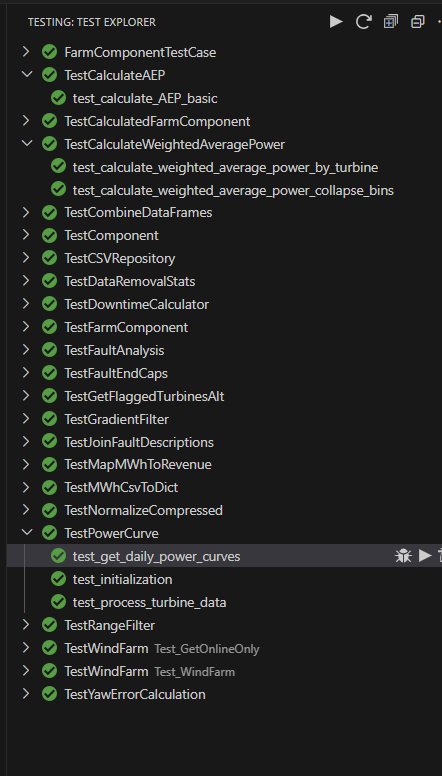 TESTING: TEST EXPLORER
FarmComponentTestCase
TestCalculateAEP
test_calculate_AEP_basic
TestCalculatedFarmComponent
TestCalculateWeightedAveragePower
test_calculate_weighted_average_power_by_turbine
test_calculate_weighted_average_power_collapse_bins
TestCombineDataFrames
TestComponent
TestCSVRepository
TestDataRemovalStats
TestDowntimeCalculator
TestFarmComponent
TestFaultAnalysis
TestFaultEndCaps
TestGetFlaggedTurbinesAlt
TestGradientFilter
TestJoinFaultDescriptions
TestMapMWhToRevenue
TestMWhCsvToDict
TestNormalizeCompressed
TestPowerCurve
test_get_daily_power_curves
test_initialization
test_process_turbine_data
TestRangeFilter
TestWindFarm Test_GetOnlineOnly
TestWindFarm Test_WindFarm
TestYawErrorCalculation